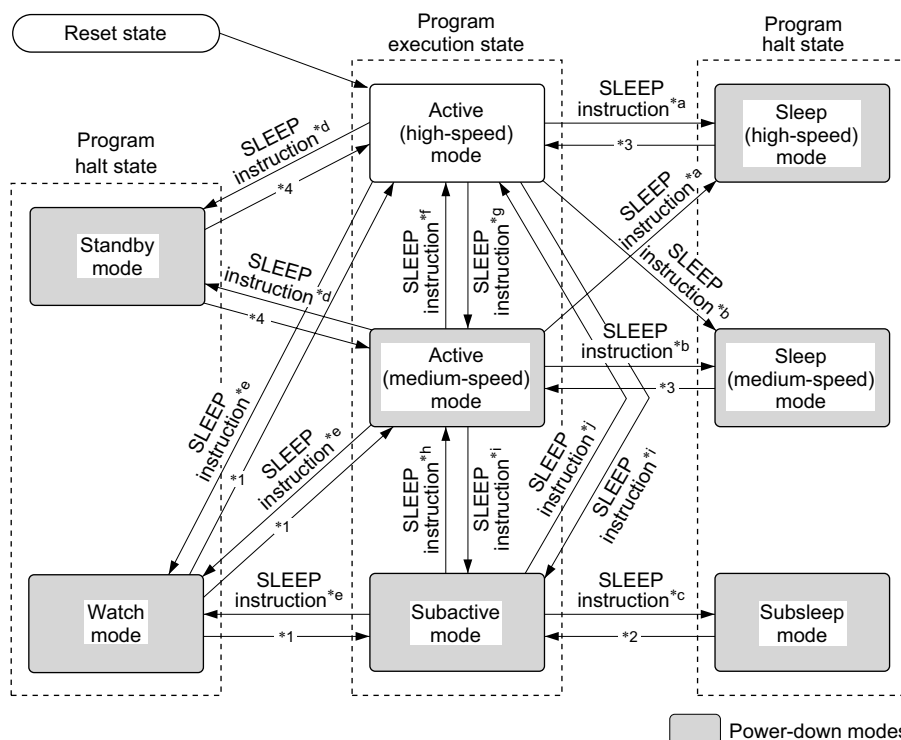 Reset state
Program
execution state
Program
halt state
Program
halt state
Active
(high-speed)
mode
SLEEP
instruction*a
*3
Sleep
(high-speed)
mode
SLEEP
instruction*d
*4
Standby
mode
SLEEP
instruction*d
*4
SLEEP
instruction*f
SLEEP
instruction*g
SLEEP
instruction*a
SLEEP
instruction*b
Active
(medium-speed)
mode
SLEEP
instruction*b
*3
Sleep
(medium-speed)
mode
SLEEP
instruction*e
*1
SLEEP
instruction*e
*1
SLEEP
instruction*h
SLEEP
instruction*i
SLEEP
instruction*j
SLEEP
instruction*i
Watch
mode
SLEEP
instruction*e
*1
Subactive
mode
SLEEP
instruction*c
*2
Subsleep
mode
Power-down modes